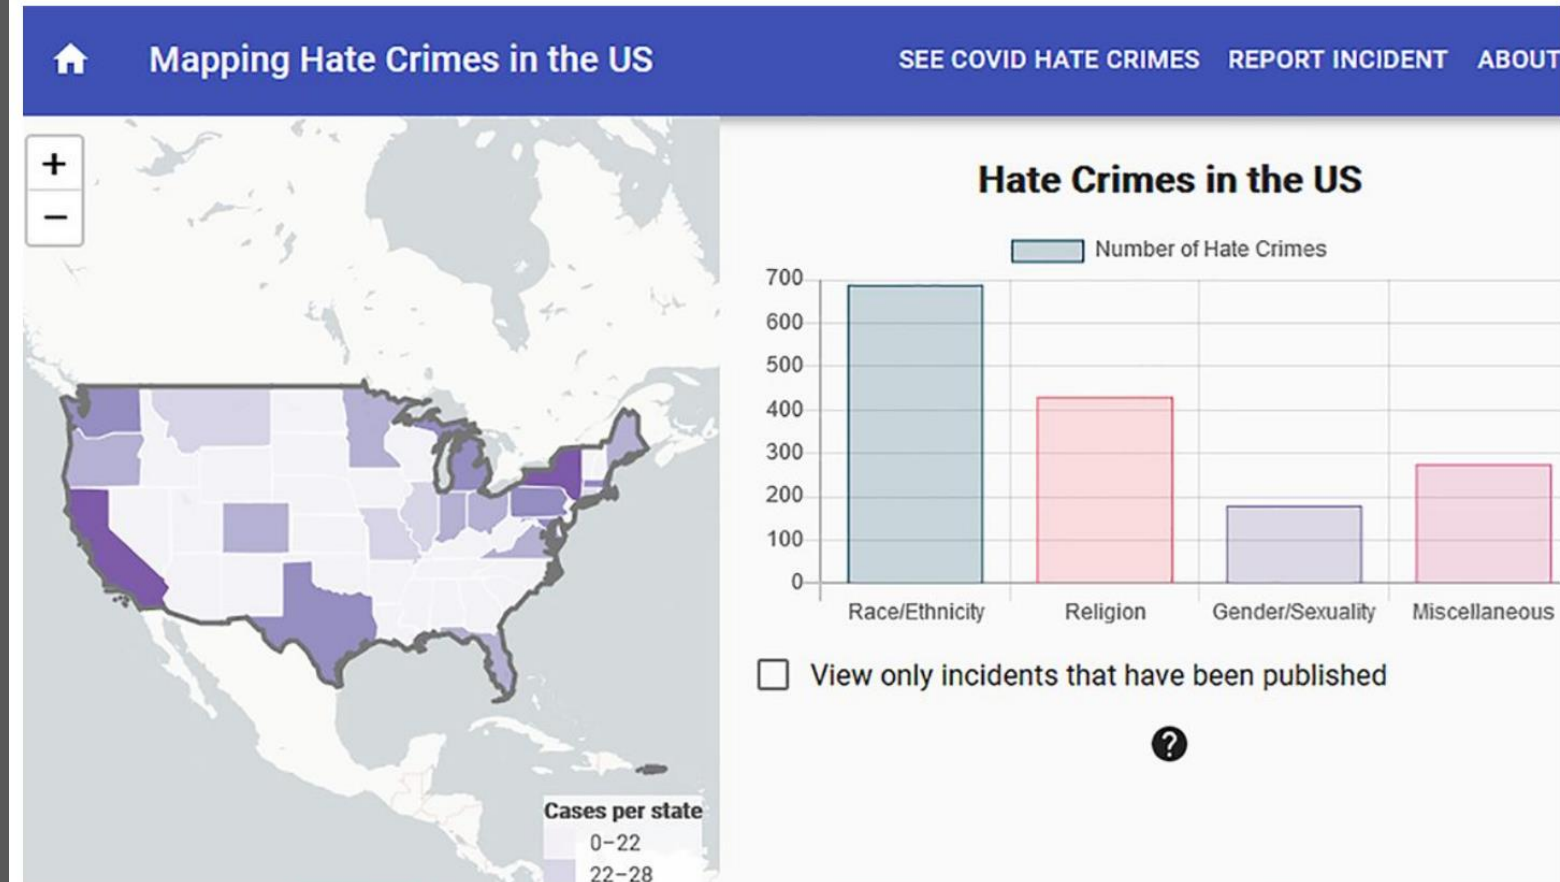 Mapping Hate Crimes in the US
SEE COVID HATE CRIMES REPORT INCIDENT ABOUT
+
−
Hate Crimes in the US
Number of Hate Crimes
700
600
500
400
300
200
100
0
Race/Ethnicity Religion Gender/Sexuality Miscellaneous
View only incidents that have been published
?
Cases per state
0–22
22–28